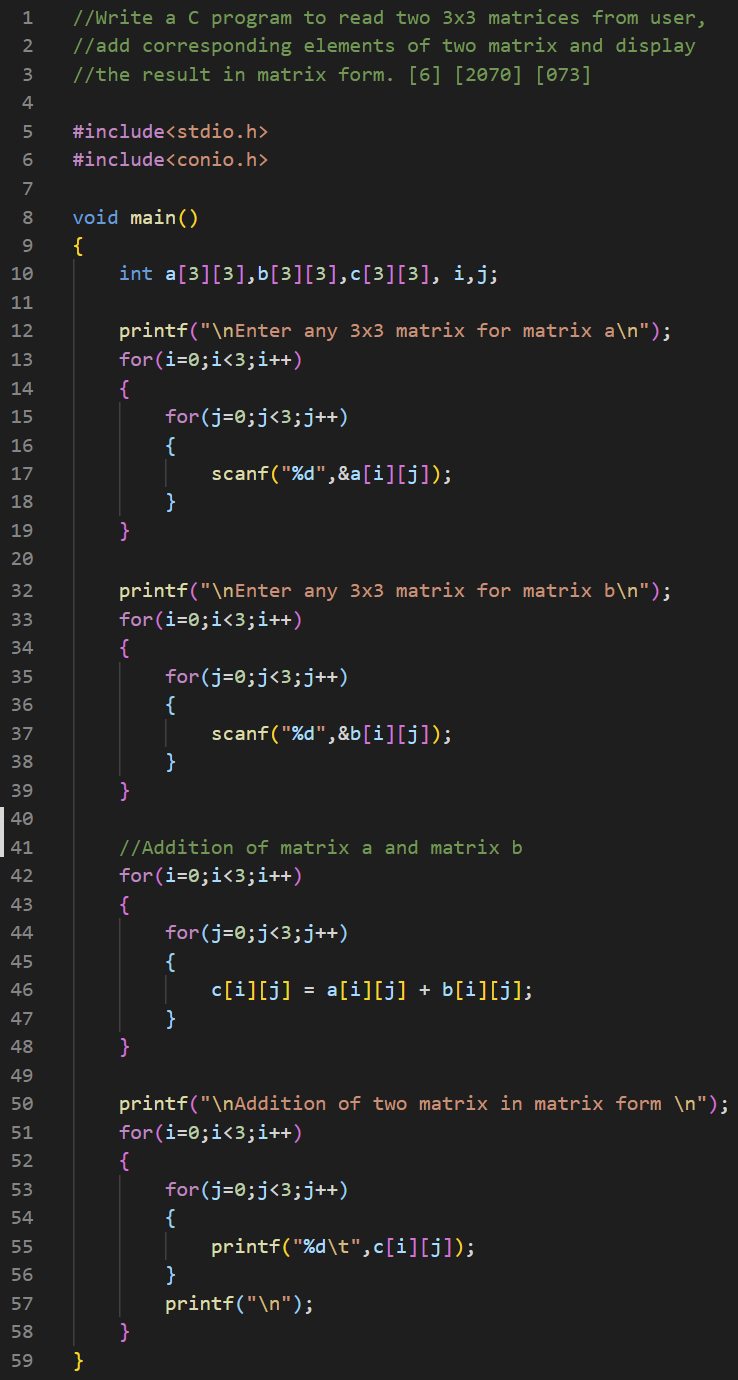 1 //Write a C program to read two 3x3 matrices from user,
2 //add corresponding elements of two matrix and display
3 //the result in matrix form. [6] [2070] [073]
4
5 #include<stdio.h>
6 #include<conio.h>
7
8 void main()
9 {
10     int a[3][3],b[3][3],c[3][3], i,j;
11
12     printf("\nEnter any 3x3 matrix for matrix a\n");
13     for(i=0;i<3;i++)
14     {
15         for(j=0;j<3;j++)
16         {
17             scanf("%d",&a[i][j]);
18         }
19     }
20
32     printf("\nEnter any 3x3 matrix for matrix b\n");
33     for(i=0;i<3;i++)
34     {
35         for(j=0;j<3;j++)
36         {
37             scanf("%d",&b[i][j]);
38         }
39     }
40
41     //Addition of matrix a and matrix b
42     for(i=0;i<3;i++)
43     {
44         for(j=0;j<3;j++)
45         {
46             c[i][j] = a[i][j] + b[i][j];
47         }
48     }
49
50     printf("\nAddition of two matrix in matrix form \n");
51     for(i=0;i<3;i++)
52     {
53         for(j=0;j<3;j++)
54         {
55             printf("%d\t",c[i][j]);
56         }
57         printf("\n");
58     }
59 }